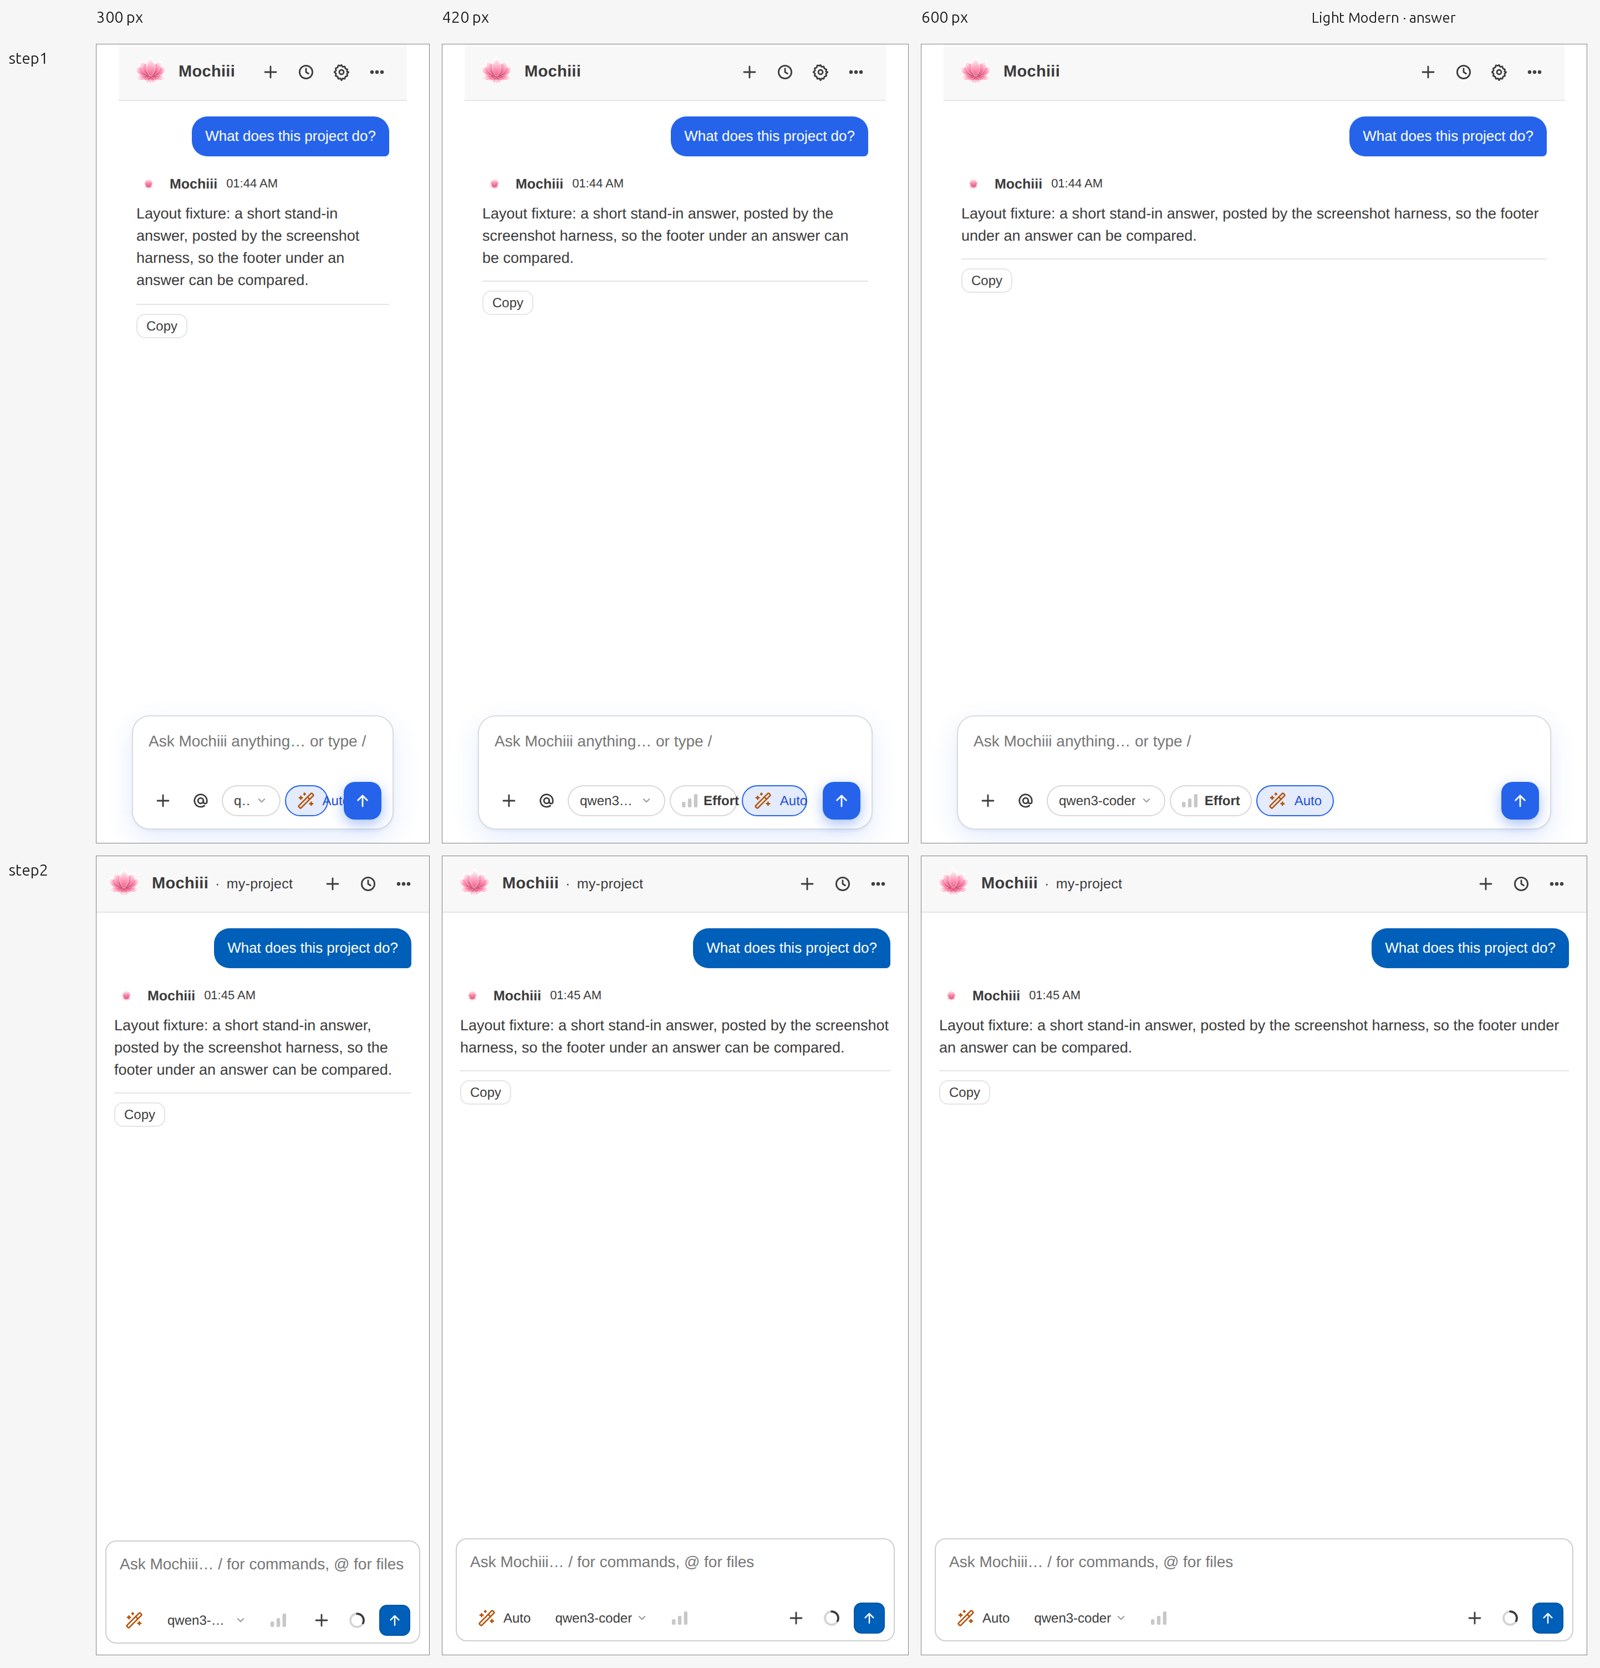 300 px
420 px
600 px
Light Modern · answer
step1
Mochiii
What does this project do?
Mochiii 01:44 AM
Layout fixture: a short stand-in
answer, posted by the screenshot
harness, so the footer under an
answer can be compared.
Copy
Ask Mochiii anything… or type /
q..
Auto
Mochiii
What does this project do?
Mochiii 01:44 AM
Layout fixture: a short stand-in answer, posted by the
screenshot harness, so the footer under an answer can
be compared.
Copy
Ask Mochiii anything… or type /
qwen3… Effort Auto
Mochiii
What does this project do?
Mochiii 01:44 AM
Layout fixture: a short stand-in answer, posted by the screenshot harness, so the footer
under an answer can be compared.
Copy
Ask Mochiii anything… or type /
qwen3-coder Effort Auto
step2
Mochiii · my-project
What does this project do?
Mochiii 01:45 AM
Layout fixture: a short stand-in answer,
posted by the screenshot harness, so the
footer under an answer can be compared.
Copy
Ask Mochiii… / for commands, @ for files
qwen3-…
Mochiii · my-project
What does this project do?
Mochiii 01:45 AM
Layout fixture: a short stand-in answer, posted by the screenshot
harness, so the footer under an answer can be compared.
Copy
Ask Mochiii… / for commands, @ for files
Auto qwen3-coder
Mochiii · my-project
What does this project do?
Mochiii 01:45 AM
Layout fixture: a short stand-in answer, posted by the screenshot harness, so the footer under
an answer can be compared.
Copy
Ask Mochiii… / for commands, @ for files
Auto qwen3-coder